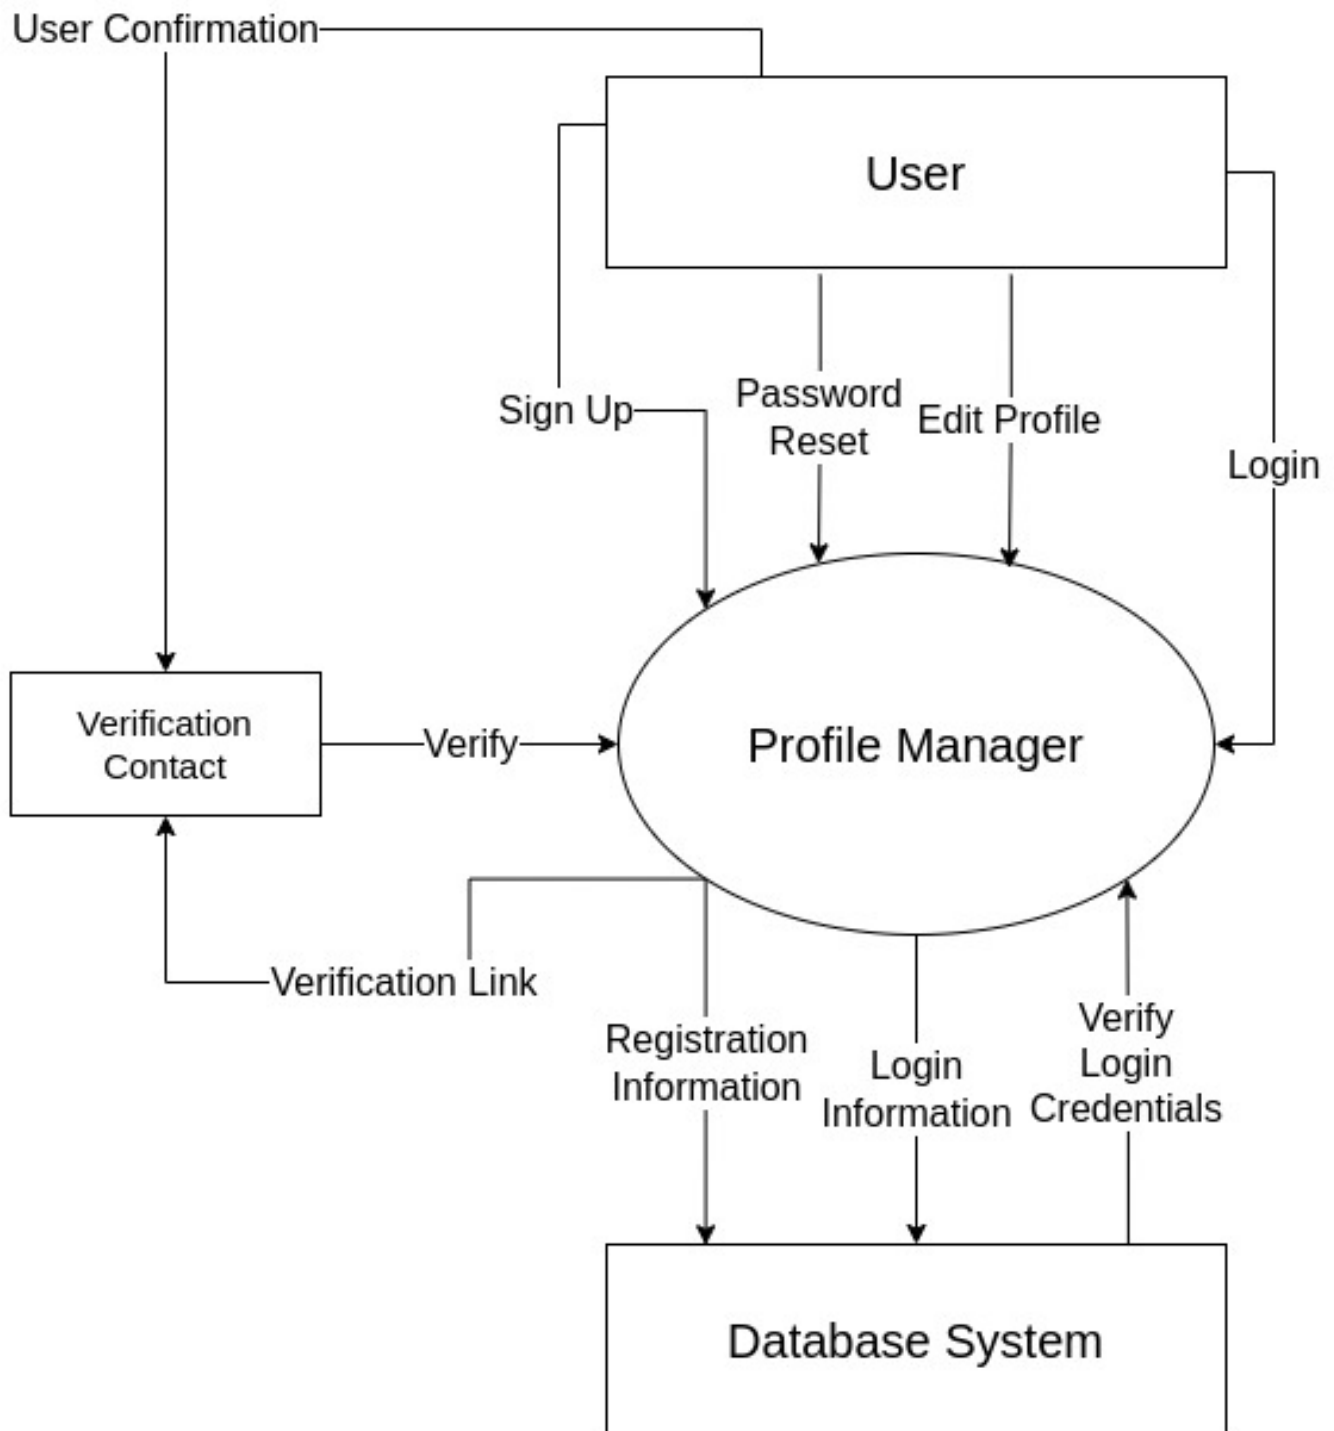 User Confirmation
User
Sign Up
Password
Reset
Edit Profile
Login
Verification
Contact
Verify
Profile Manager
Verification Link
Registration
Information
Login
Information
Verify
Login
Credentials
Database System